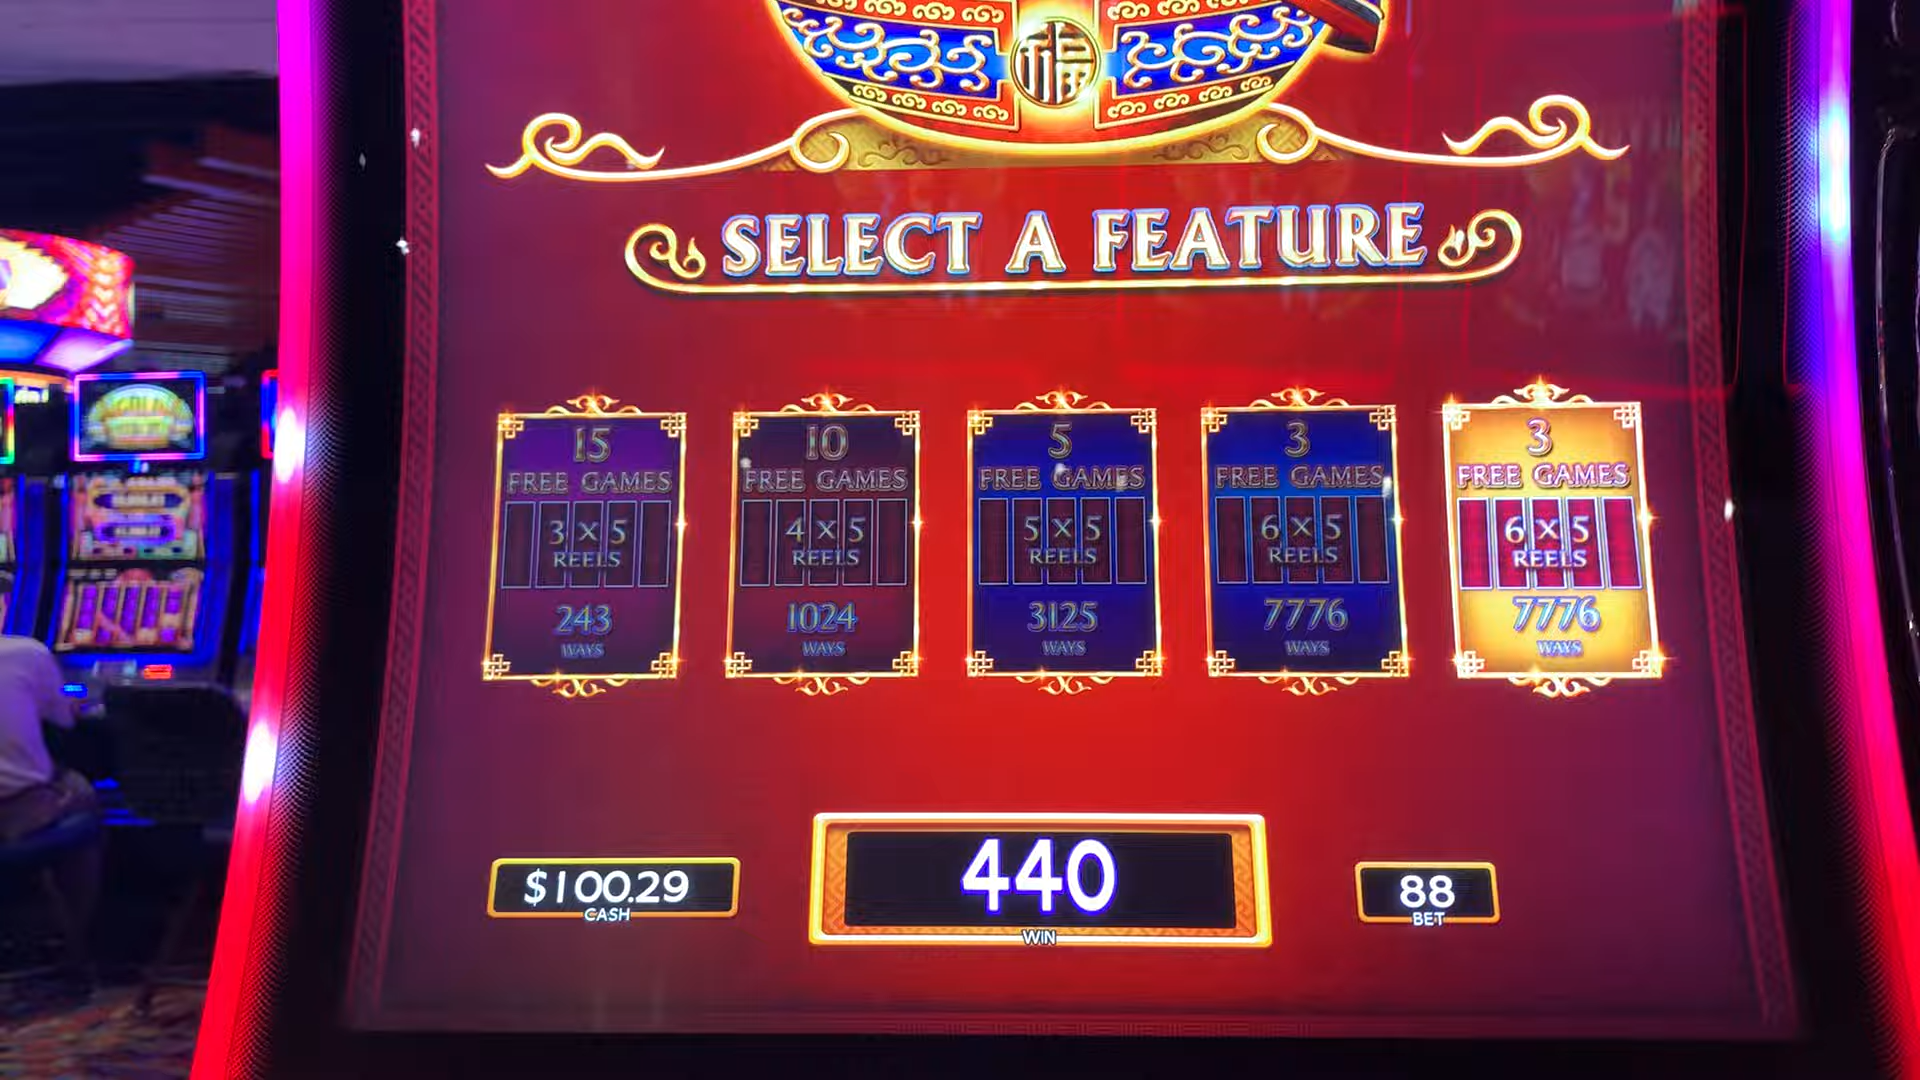 福
SELECT A FEATURE
15
FREE GAMES
3 X 5
REELS
243
WAYS
10
FREE GAMES
4 X 5
REELS
1024
WAYS
5
FREE GAMES
5 X 5
REELS
3125
WAYS
3
FREE GAMES
6 X 5
REELS
7776
WAYS
3
FREE GAMES
6 X 5
REELS
7776
WAYS
$100.29
CASH
440
WIN
88
BET